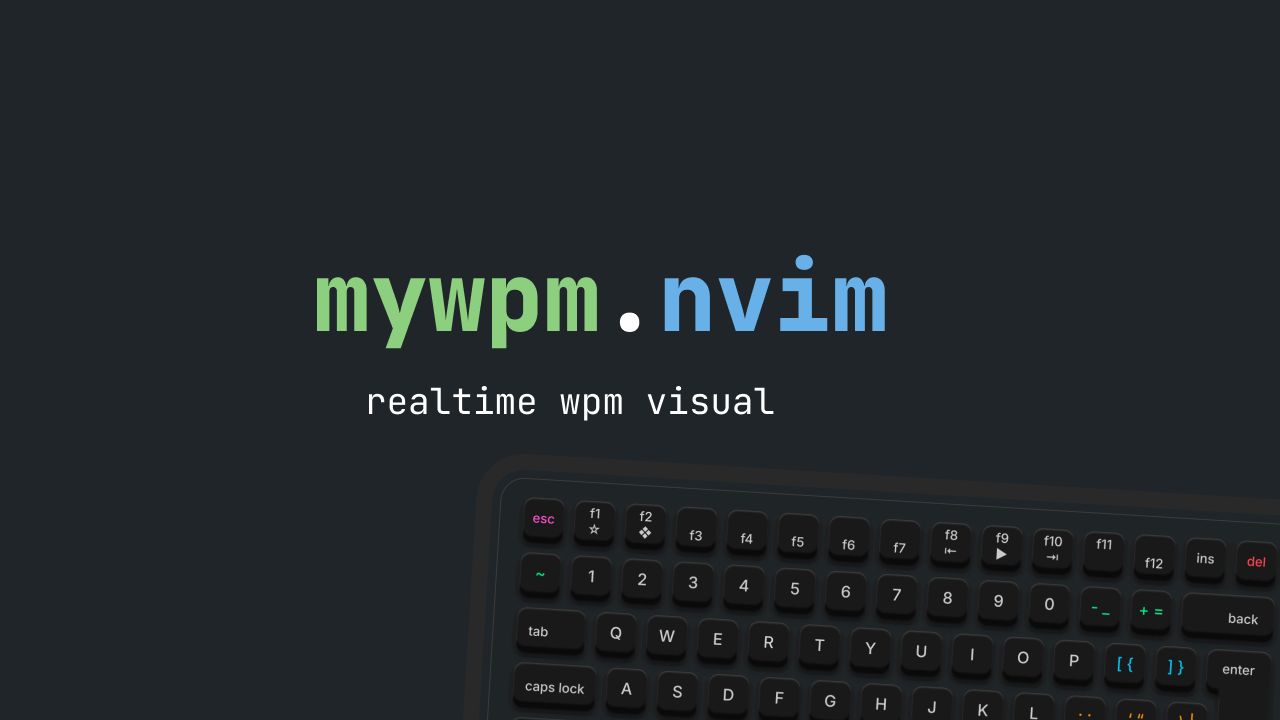 mywpm.nvim
realtime wpm visual
esc f1 f2 f3 f4 f5 f6 f7 f8 f9 f10 f11 f12 ins del
~ 1 2 3 4 5 6 7 8 9 0 - _ + = back
tab Q W E R T Y U I O P [ { ] } enter
caps lock A S D F G H J K L